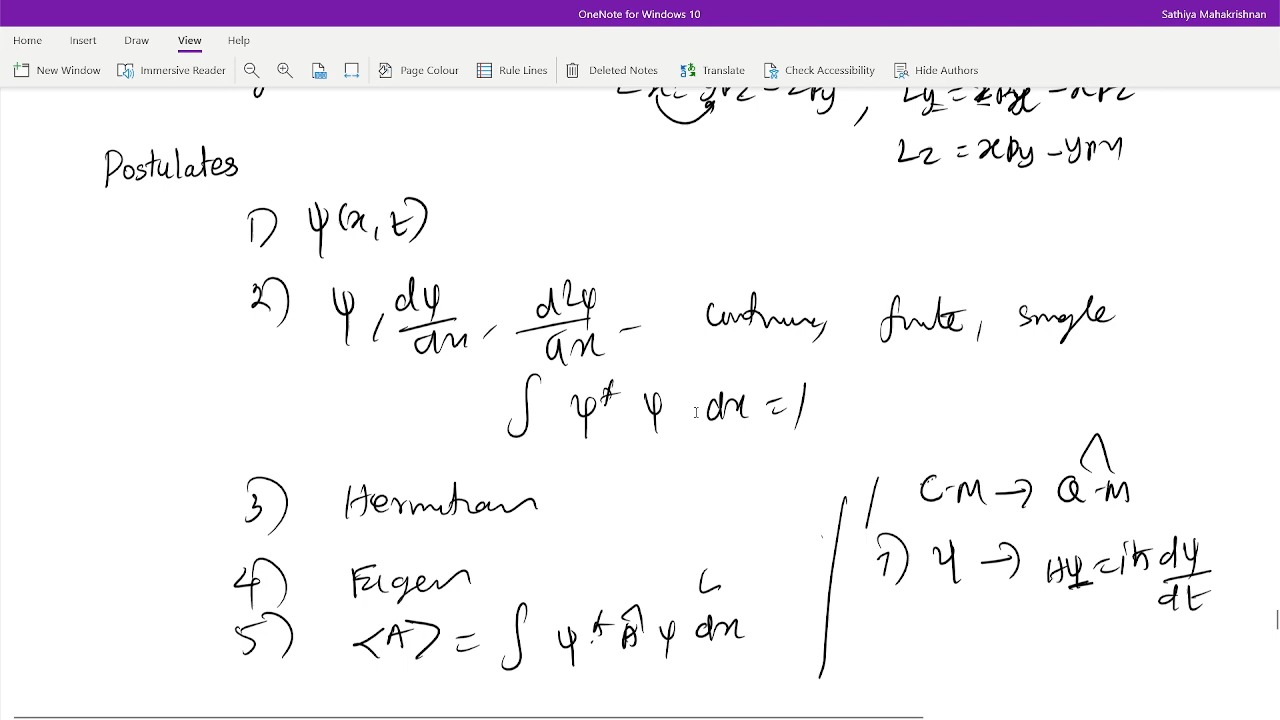 OneNote for Windows 10
Sathiya Mahakrishnan
Home Insert Draw View Help
New Window Immersive Reader Page Colour Rule Lines Deleted Notes Translate Check Accessibility Hide Authors
Lz = xpy - ypx
Postulates
1) ψ(x, t)
2) ψ, dψ/dx, d2ψ/dx - continuous, finite, single
∫ ψ* ψ . dx = 1
3) Hermitian
4) Eigen
5) <A> = ∫ ψ* Â ψ dx
C-M → Q-M
7) ψ → Hψ = iħ dψ/dt